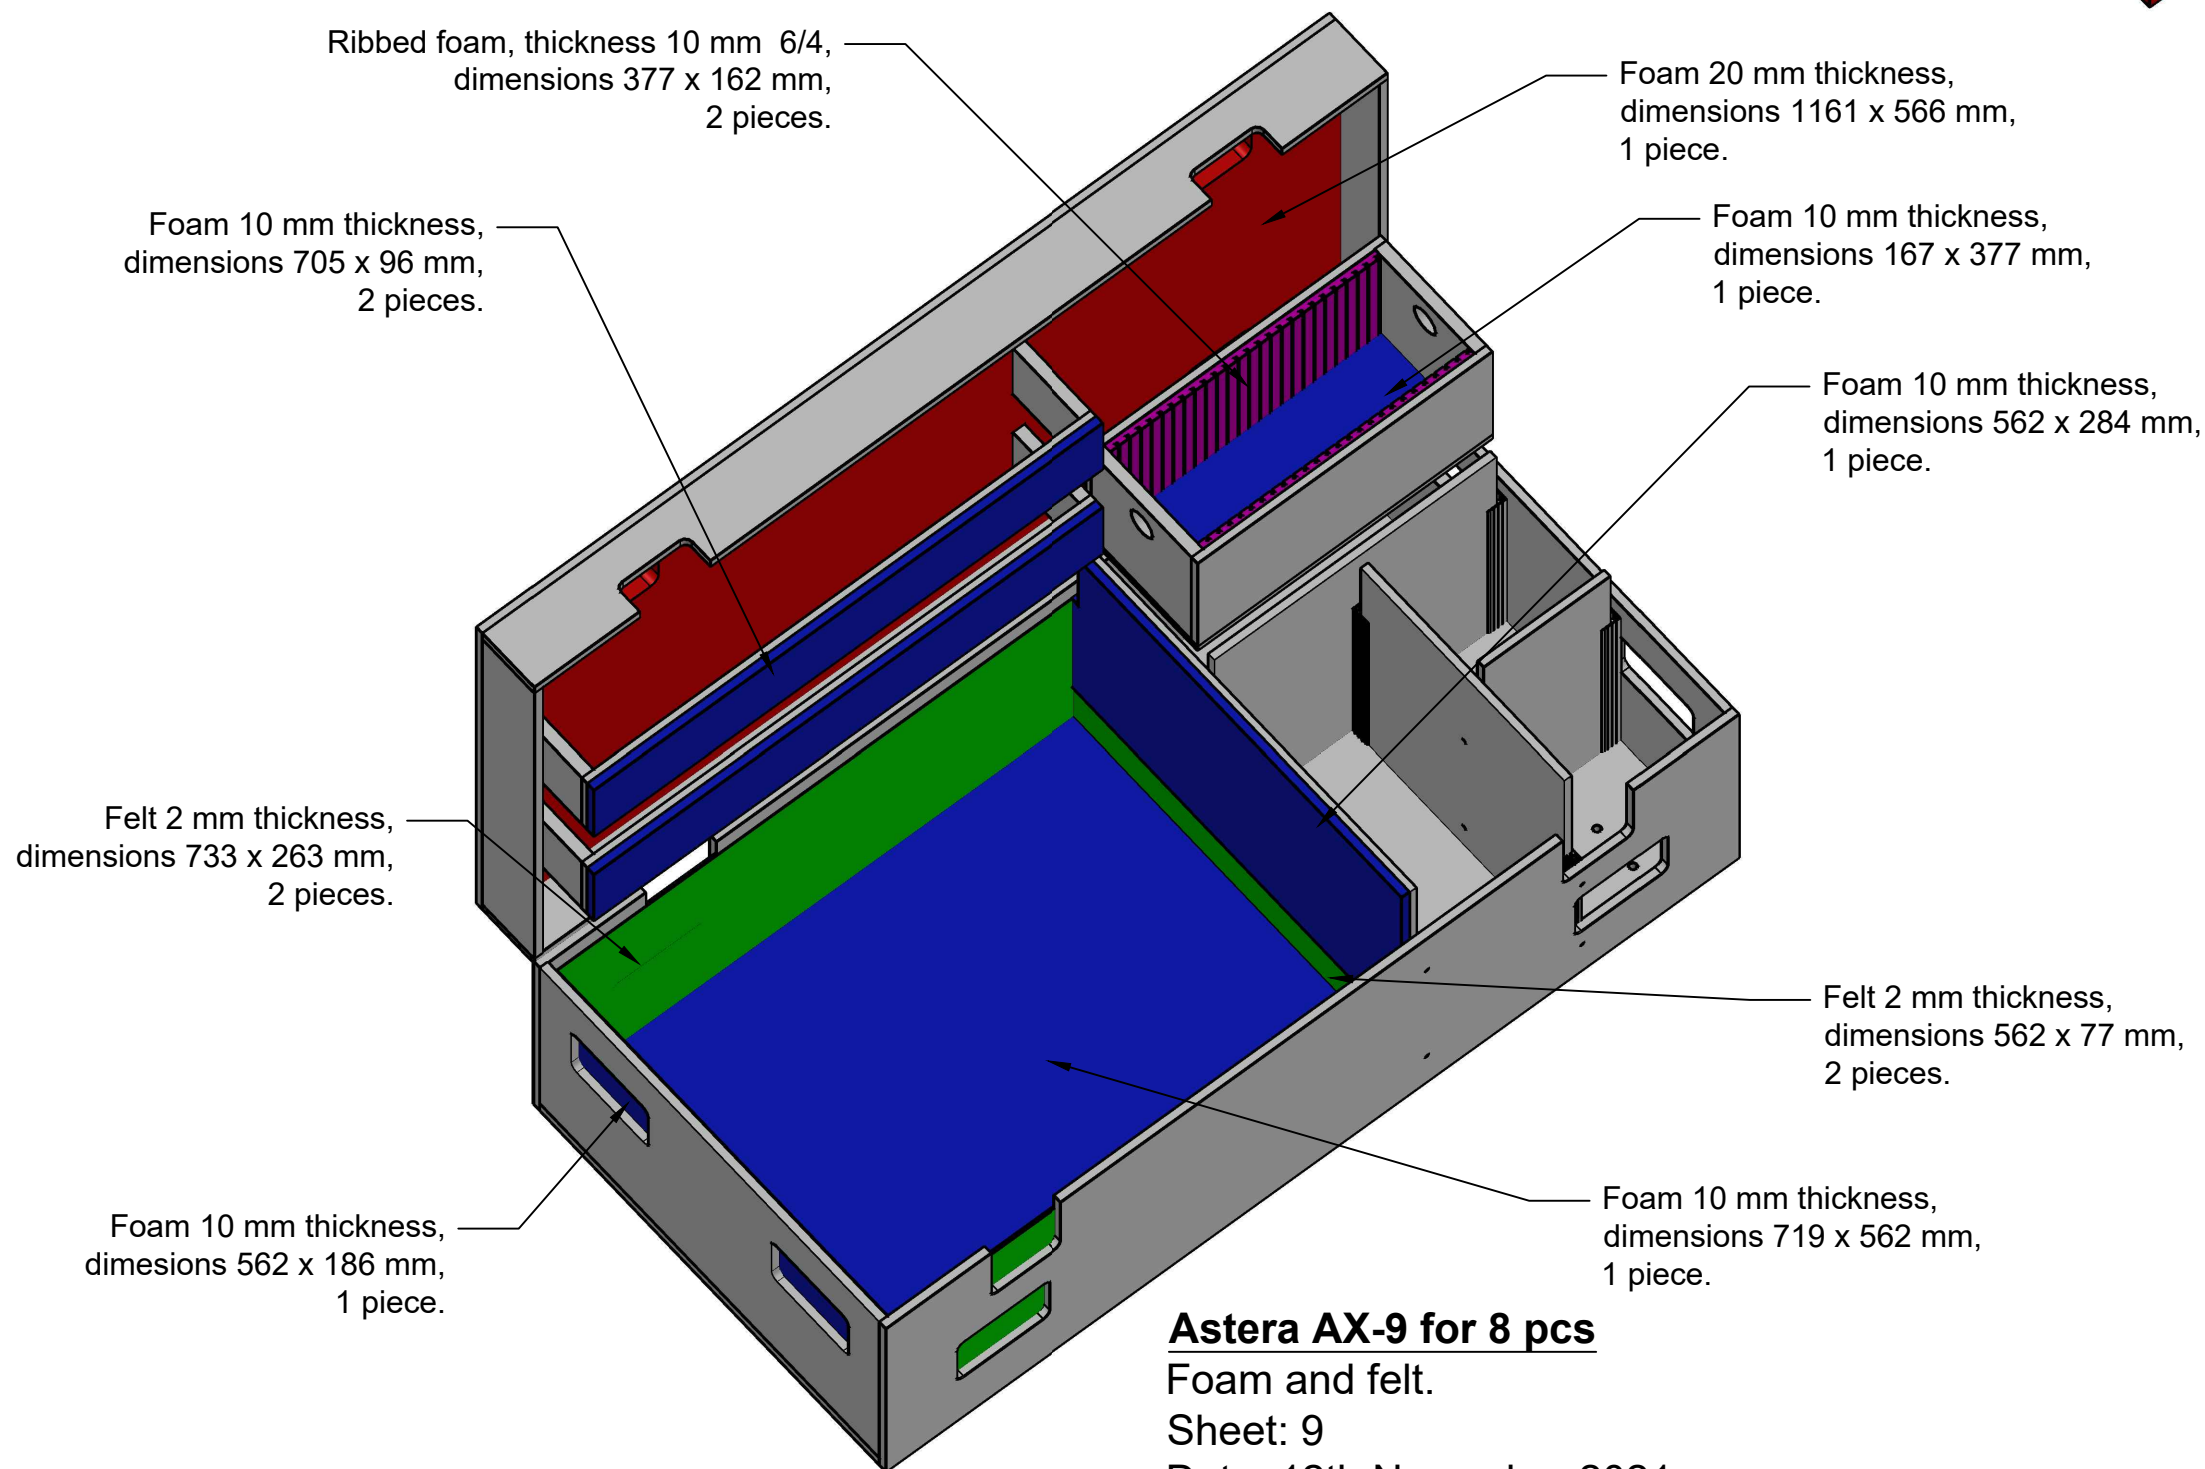 Ribbed foam, thickness 10 mm  6/4,
dimensions 377 x 162 mm,
2 pieces.
Foam 20 mm thickness,
dimensions 1161 x 566 mm,
1 piece.
Foam 10 mm thickness,
dimensions 705 x 96 mm,
2 pieces.
Foam 10 mm thickness,
dimensions 167 x 377 mm,
1 piece.
Foam 10 mm thickness,
dimensions 562 x 284 mm,
1 piece.
Felt 2 mm thickness,
dimensions 733 x 263 mm,
2 pieces.
Felt 2 mm thickness,
dimensions 562 x 77 mm,
2 pieces.
Foam 10 mm thickness,
dimesions 562 x 186 mm,
1 piece.
Foam 10 mm thickness,
dimensions 719 x 562 mm,
1 piece.
Astera AX-9 for 8 pcs
Foam and felt.
Sheet: 9